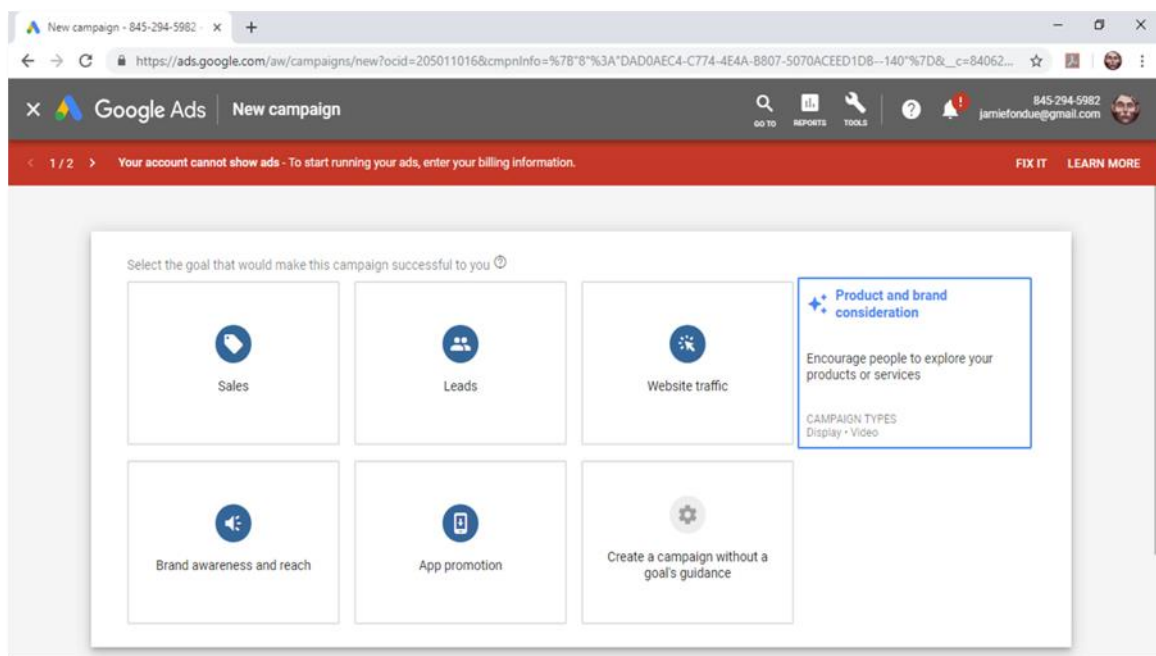 New campaign - 845-294-5982 -
https://ads.google.com/aw/campaigns/new?ocid=205011016&cmpnInfo=%7B"8"%3A"DAD0AEC4-C774-4E4A-B807-5070ACEED1DB--140"%7D&__c=84062...
Google Ads New campaign
GO TO REPORTS TOOLS
845-294-5982
jamiefondue@gmail.com
1 / 2 Your account cannot show ads - To start running your ads, enter your billing information. FIX IT LEARN MORE
Select the goal that would make this campaign successful to you
Sales
Leads
Website traffic
Product and brand
consideration
Encourage people to explore your
products or services
CAMPAIGN TYPES
Display • Video
Brand awareness and reach
App promotion
Create a campaign without a
goal's guidance